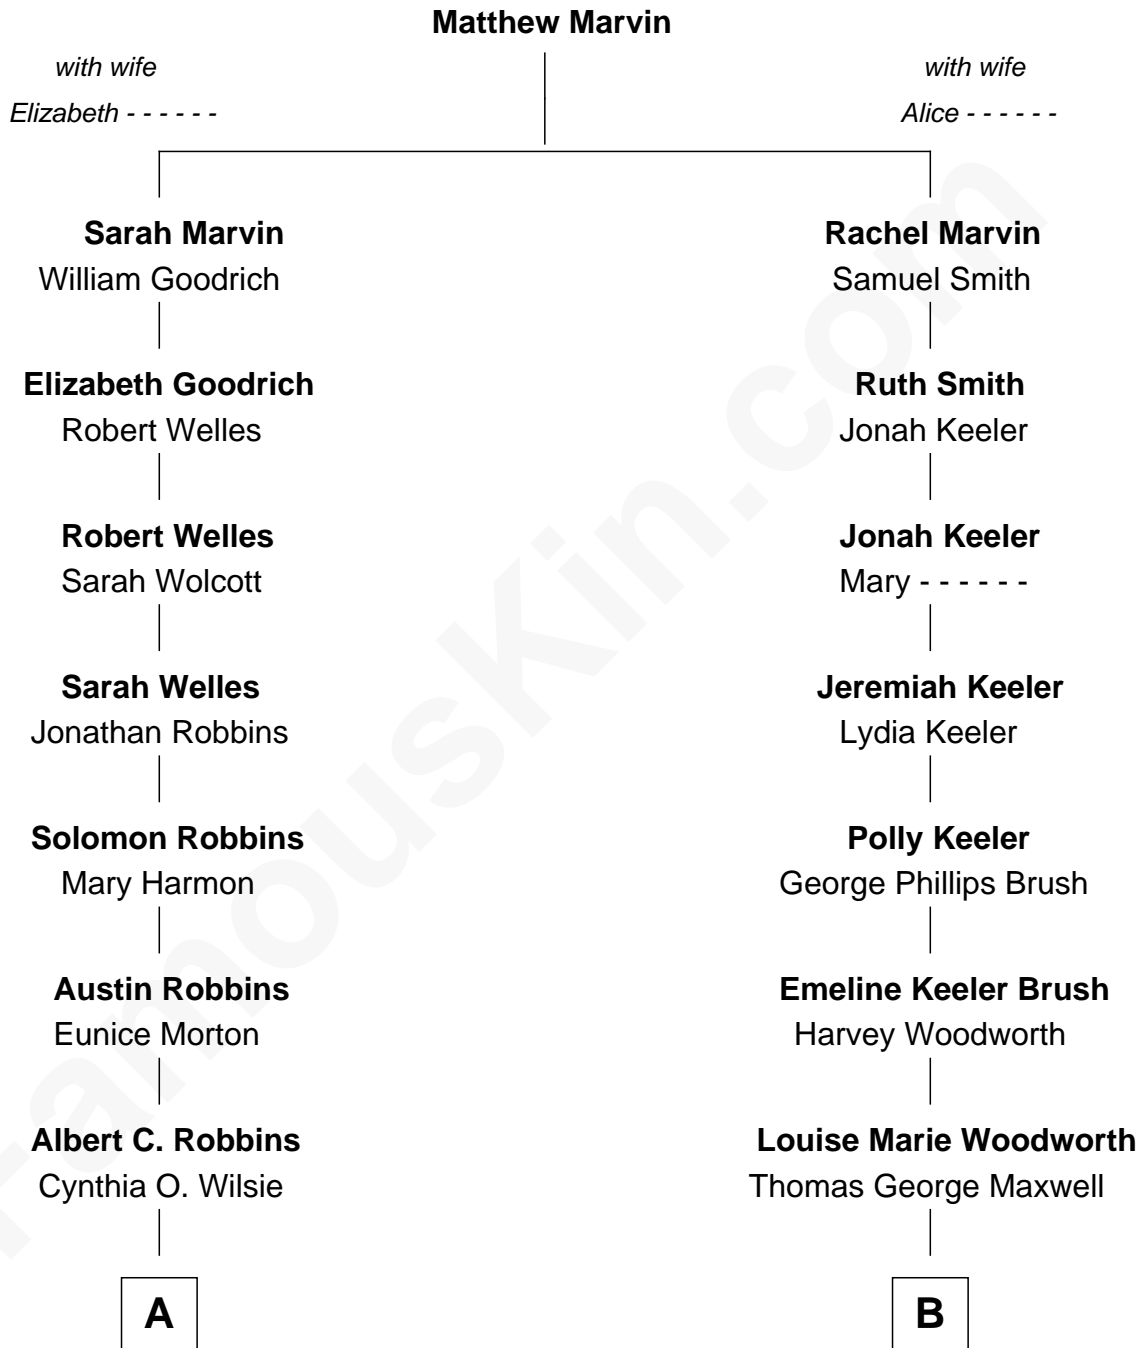 Matthew Marvin
with wife
Elizabeth - - - - - -
with wife
Alice - - - - - -
Sarah Marvin
William Goodrich
Rachel Marvin
Samuel Smith
Elizabeth Goodrich
Robert Welles
Ruth Smith
Jonah Keeler
Robert Welles
Sarah Wolcott
Jonah Keeler
Mary - - - - - -
Sarah Welles
Jonathan Robbins
Jeremiah Keeler
Lydia Keeler
Solomon Robbins
Mary Harmon
Polly Keeler
George Phillips Brush
Austin Robbins
Eunice Morton
Emeline Keeler Brush
Harvey Woodworth
Albert C. Robbins
Cynthia O. Wilsie
Louise Marie Woodworth
Thomas George Maxwell
A
B
FamousKin.com